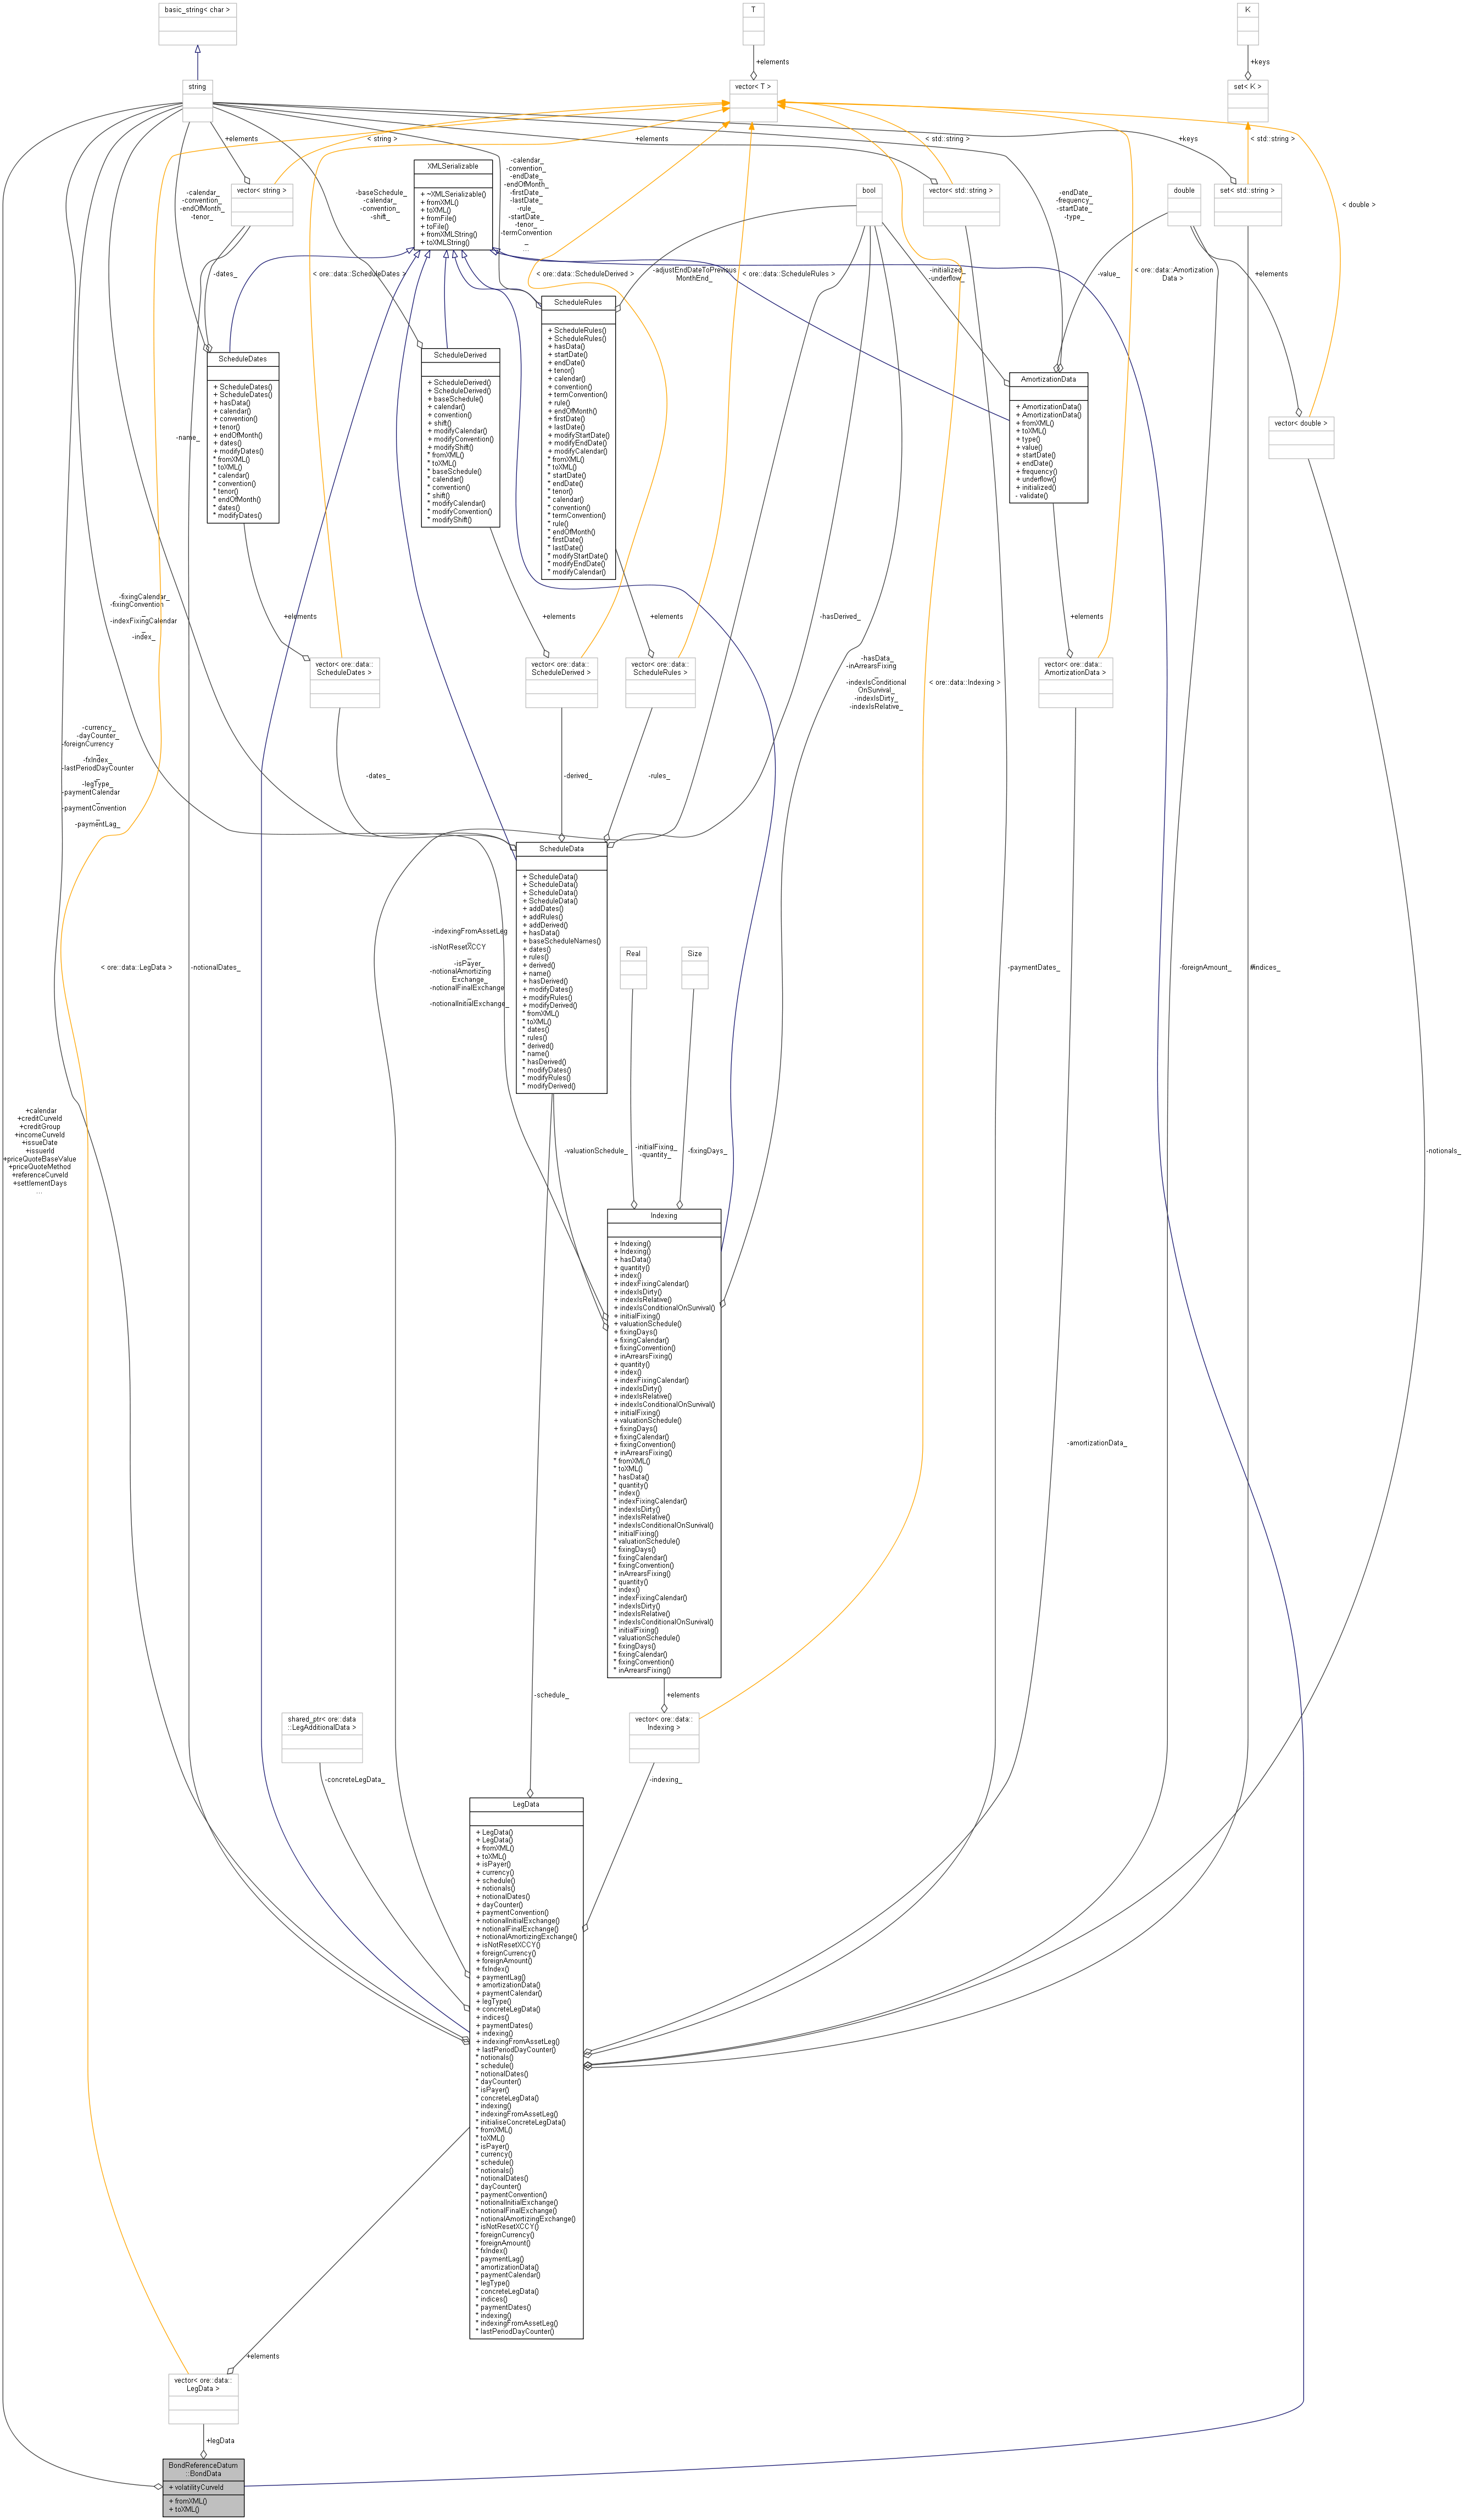 basic_string< char >
T
K
+elements
+keys
string
vector< T >
set< K >
+elements
< string >
+elements
< std::string >
+keys
< std::string >
XMLSerializable
+ ~XMLSerializable()
+ fromXML()
+ toXML()
+ fromFile()
+ toFile()
+ fromXMLString()
+ toXMLString()
-calendar_
-convention_
-endDate_
-endOfMonth_
-firstDate_
-lastDate_
-rule_
-startDate_
-tenor_
-termConvention
_
...
-calendar_
-convention_
-endOfMonth_
-tenor_
vector< string >
-baseSchedule_
-calendar_
-convention_
-shift_
bool
vector< std::string >
-endDate_
-frequency_
-startDate_
-type_
double
set< std::string >
< double >
-dates_
< ore::data::ScheduleDates >
< ore::data::ScheduleDerived >
-adjustEndDateToPrevious
MonthEnd_
< ore::data::ScheduleRules >
-initialized_
-underflow_
-value_
< ore::data::Amortization
Data >
+elements
ScheduleDates
+ ScheduleDates()
+ ScheduleDates()
+ hasData()
+ calendar()
+ convention()
+ tenor()
+ endOfMonth()
+ dates()
+ modifyDates()
* fromXML()
* toXML()
* calendar()
* convention()
* tenor()
* endOfMonth()
* dates()
* modifyDates()
ScheduleDerived
+ ScheduleDerived()
+ ScheduleDerived()
+ baseSchedule()
+ calendar()
+ convention()
+ shift()
+ modifyCalendar()
+ modifyConvention()
+ modifyShift()
* fromXML()
* toXML()
* baseSchedule()
* calendar()
* convention()
* shift()
* modifyCalendar()
* modifyConvention()
* modifyShift()
ScheduleRules
+ ScheduleRules()
+ ScheduleRules()
+ hasData()
+ startDate()
+ endDate()
+ tenor()
+ calendar()
+ convention()
+ termConvention()
+ rule()
+ endOfMonth()
+ firstDate()
+ lastDate()
+ modifyStartDate()
+ modifyEndDate()
+ modifyCalendar()
* fromXML()
* toXML()
* startDate()
* endDate()
* tenor()
* calendar()
* convention()
* termConvention()
* rule()
* endOfMonth()
* firstDate()
* lastDate()
* modifyStartDate()
* modifyEndDate()
* modifyCalendar()
AmortizationData
+ AmortizationData()
+ AmortizationData()
+ fromXML()
+ toXML()
+ type()
+ value()
+ startDate()
+ endDate()
+ frequency()
+ underflow()
+ initialized()
- validate()
vector< double >
-name_
-fixingCalendar_
-fixingConvention
_
-indexFixingCalendar
_
-index_
+elements
+elements
+elements
-hasDerived_
+elements
vector< ore::data::
ScheduleDates >
vector< ore::data::
ScheduleDerived >
vector< ore::data::
ScheduleRules >
-hasData_
-inArrearsFixing
_
-indexIsConditional
OnSurvival_
-indexIsDirty_
-indexIsRelative_
< ore::data::Indexing >
vector< ore::data::
AmortizationData >
-currency_
-dayCounter_
-foreignCurrency
_
-fxIndex_
-lastPeriodDayCounter
_
-legType_
-paymentCalendar
_
-paymentConvention
_
-paymentLag_
-dates_
-derived_
-rules_
ScheduleData
+ ScheduleData()
+ ScheduleData()
+ ScheduleData()
+ ScheduleData()
+ addDates()
+ addRules()
+ addDerived()
+ hasData()
+ baseScheduleNames()
+ dates()
+ rules()
+ derived()
+ name()
+ hasDerived()
+ modifyDates()
+ modifyRules()
+ modifyDerived()
* fromXML()
* toXML()
* dates()
* rules()
* derived()
* name()
* hasDerived()
* modifyDates()
* modifyRules()
* modifyDerived()
< ore::data::LegData >
-notionalDates_
-indexingFromAssetLeg
_
-isNotResetXCCY
_
-isPayer_
-notionalAmortizing
Exchange_
-notionalFinalExchange
_
-notionalInitialExchange_
Real
Size
-paymentDates_
-foreignAmount_
-indices_
+calendar
+creditCurveId
+creditGroup
+incomeCurveId
+issueDate
+issuerId
+priceQuoteBaseValue
+priceQuoteMethod
+referenceCurveId
+settlementDays
...
-valuationSchedule_
-initialFixing_
-quantity_
-fixingDays_
-notionals_
Indexing
+ Indexing()
+ Indexing()
+ hasData()
+ quantity()
+ index()
+ indexFixingCalendar()
+ indexIsDirty()
+ indexIsRelative()
+ indexIsConditionalOnSurvival()
+ initialFixing()
+ valuationSchedule()
+ fixingDays()
+ fixingCalendar()
+ fixingConvention()
+ inArrearsFixing()
+ quantity()
+ index()
+ indexFixingCalendar()
+ indexIsDirty()
+ indexIsRelative()
+ indexIsConditionalOnSurvival()
+ initialFixing()
+ valuationSchedule()
+ fixingDays()
+ fixingCalendar()
+ fixingConvention()
+ inArrearsFixing()
* fromXML()
* toXML()
* hasData()
* quantity()
* index()
* indexFixingCalendar()
* indexIsDirty()
* indexIsRelative()
* indexIsConditionalOnSurvival()
* initialFixing()
* valuationSchedule()
* fixingDays()
* fixingCalendar()
* fixingConvention()
* inArrearsFixing()
* quantity()
* index()
* indexFixingCalendar()
* indexIsDirty()
* indexIsRelative()
* indexIsConditionalOnSurvival()
* initialFixing()
* valuationSchedule()
* fixingDays()
* fixingCalendar()
* fixingConvention()
* inArrearsFixing()
-amortizationData_
-schedule_
+elements
shared_ptr< ore::data
::LegAdditionalData >
vector< ore::data::
Indexing >
-concreteLegData_
-indexing_
LegData
+ LegData()
+ LegData()
+ fromXML()
+ toXML()
+ isPayer()
+ currency()
+ schedule()
+ notionals()
+ notionalDates()
+ dayCounter()
+ paymentConvention()
+ notionalInitialExchange()
+ notionalFinalExchange()
+ notionalAmortizingExchange()
+ isNotResetXCCY()
+ foreignCurrency()
+ foreignAmount()
+ fxIndex()
+ paymentLag()
+ amortizationData()
+ paymentCalendar()
+ legType()
+ concreteLegData()
+ indices()
+ paymentDates()
+ indexing()
+ indexingFromAssetLeg()
+ lastPeriodDayCounter()
* notionals()
* schedule()
* notionalDates()
* dayCounter()
* isPayer()
* concreteLegData()
* indexing()
* indexingFromAssetLeg()
* initialiseConcreteLegData()
* fromXML()
* toXML()
* isPayer()
* currency()
* schedule()
* notionals()
* notionalDates()
* dayCounter()
* paymentConvention()
* notionalInitialExchange()
* notionalFinalExchange()
* notionalAmortizingExchange()
* isNotResetXCCY()
* foreignCurrency()
* foreignAmount()
* fxIndex()
* paymentLag()
* amortizationData()
* paymentCalendar()
* legType()
* concreteLegData()
* indices()
* paymentDates()
* indexing()
* indexingFromAssetLeg()
* lastPeriodDayCounter()
+elements
vector< ore::data::
LegData >
+legData
BondReferenceDatum
::BondData
+ volatilityCurveId
+ fromXML()
+ toXML()